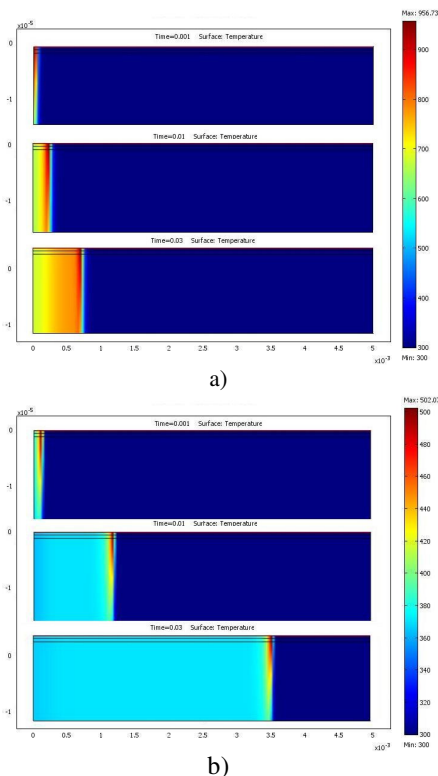 x10⁻⁵
Max: 956.73
Time=0.001 Surface: Temperature
0
-1
900
800
700
600
500
400
300
Time=0.01 Surface: Temperature
0
-1
Time=0.03 Surface: Temperature
0
-1
0 0.5 1 1.5 2 2.5 3 3.5 4 4.5 5
x10⁻³
Min: 300
a)
x10⁻⁵
Max: 502.07
Time=0.001 Surface: Temperature
0
-1
500
480
460
440
420
400
380
360
340
320
300
Time=0.01 Surface: Temperature
0
-1
Time=0.03 Surface: Temperature
0
-1
0 0.5 1 1.5 2 2.5 3 3.5 4 4.5 5
x10⁻³
Min: 300
b)